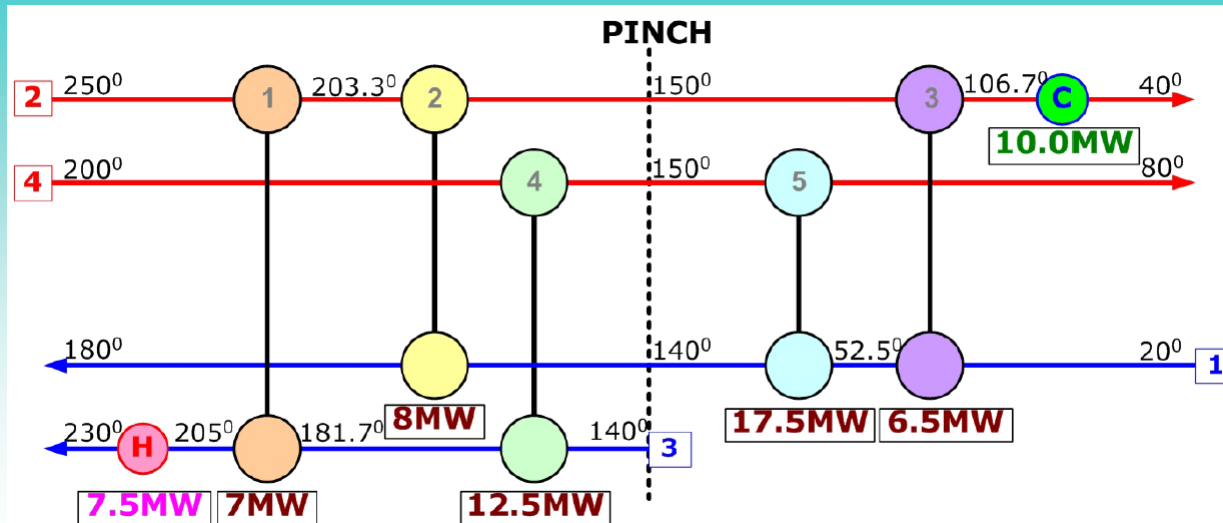 PINCH
2 250⁰ 1 203.3⁰ 2 150⁰ 3 106.7⁰ C 40⁰
10.0MW
4 200⁰ 4 150⁰ 5 80⁰
180⁰ 140⁰ 52.5⁰ 20⁰ 1
8MW 17.5MW 6.5MW
230⁰ H 205⁰ 181.7⁰ 140⁰ 3
7.5MW 7MW 12.5MW